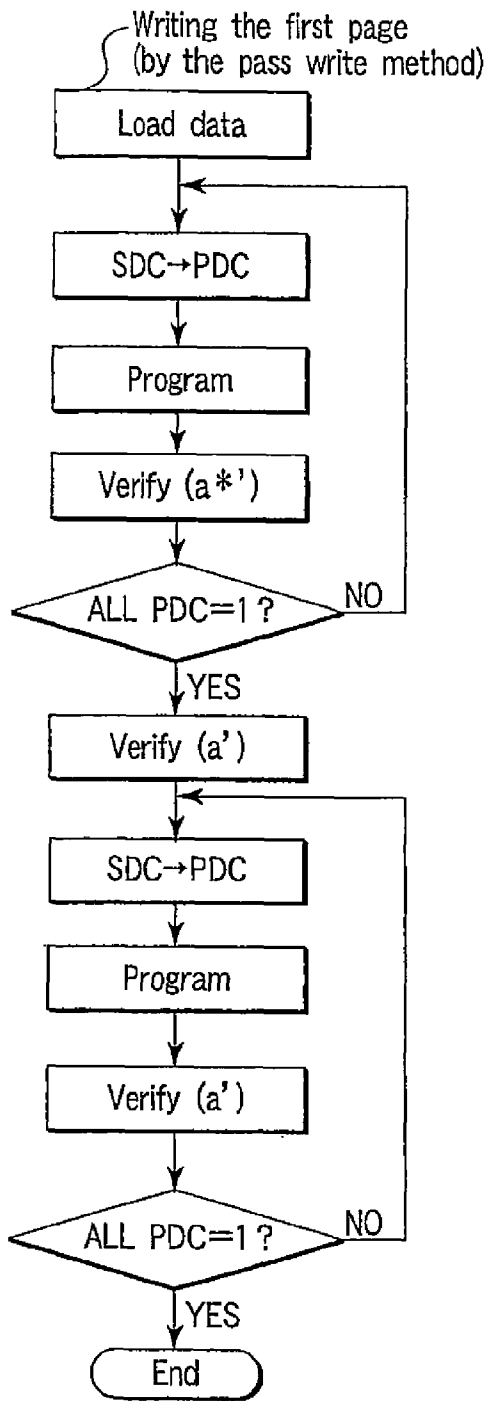 Writing the first page
(by the pass write method)
Load data
SDC→PDC
Program
Verify (a*')
ALL PDC=1?
NO
YES
Verify (a')
SDC→PDC
Program
Verify (a')
ALL PDC=1?
NO
YES
End